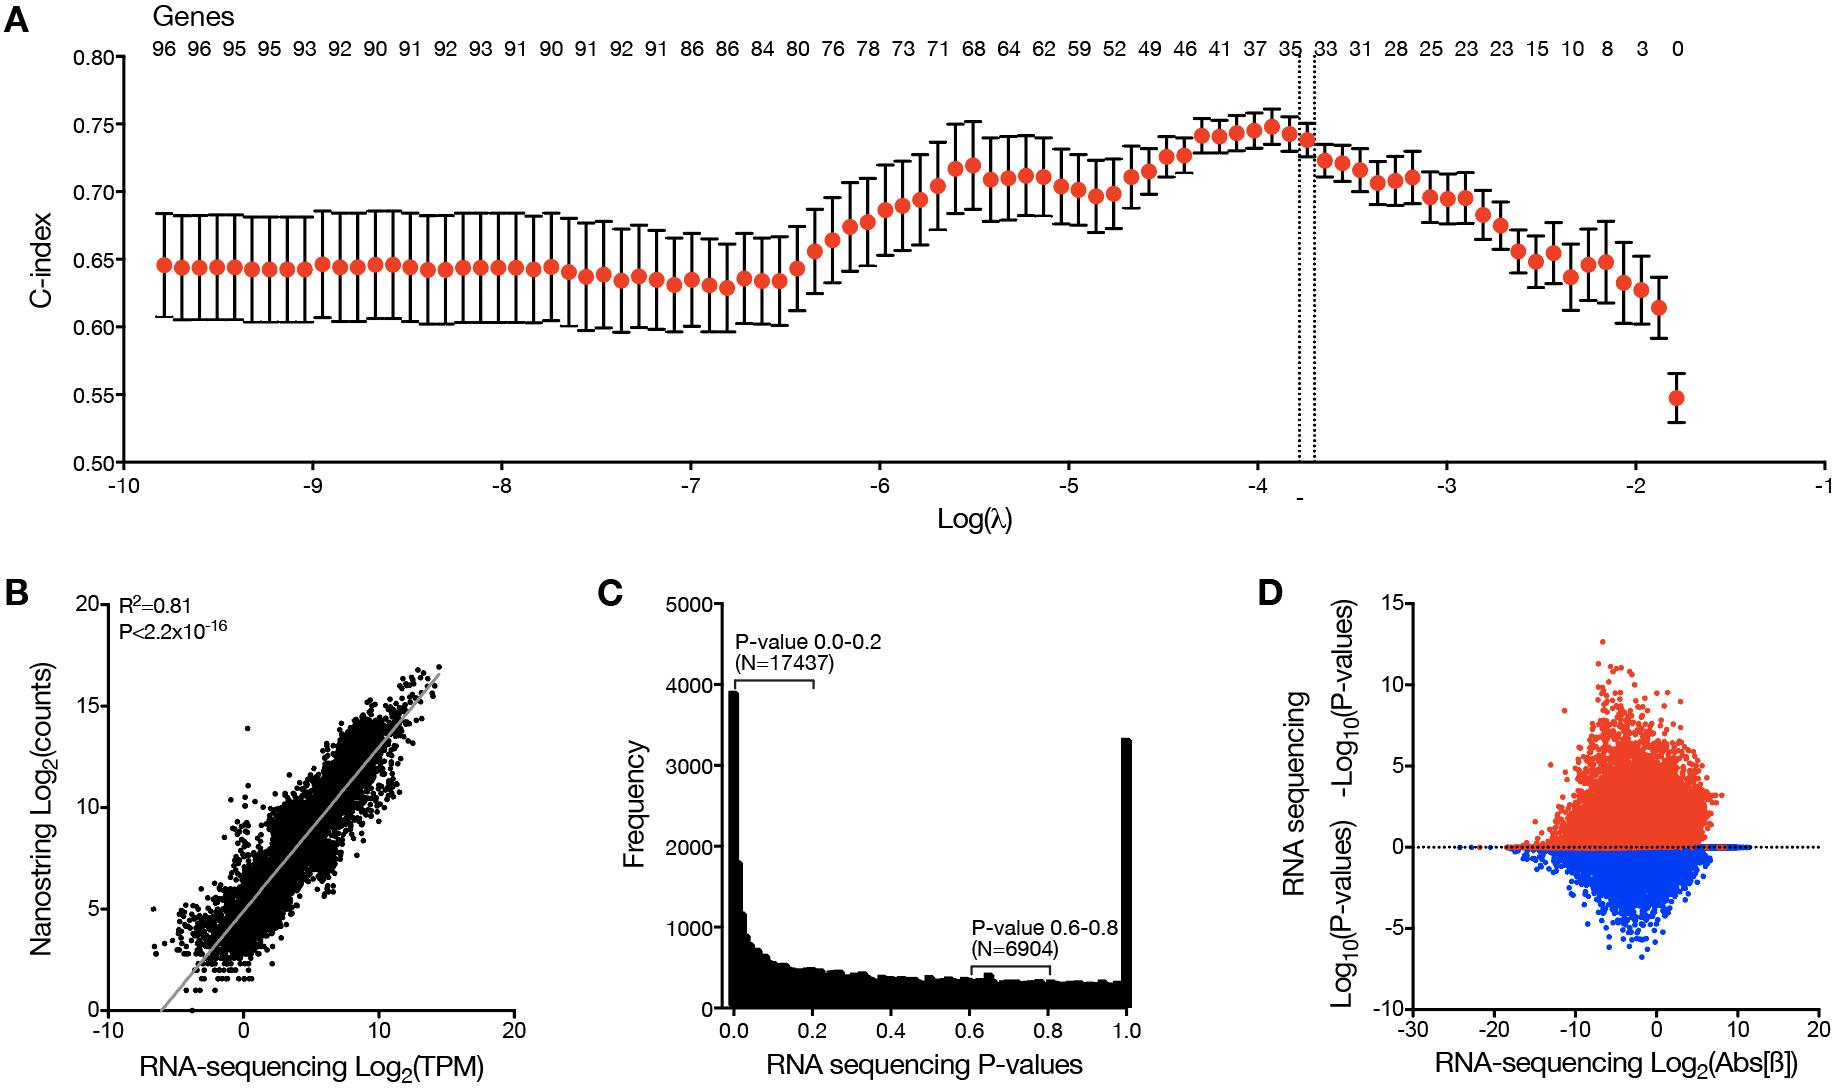 A
Genes
96 96 95 95 93 92 90 91 92 93 91 90 91 92 91 86 86 84 80 76 78 73 71 68 64 62 59 52 49 46 41 37 35 33 31 28 25 23 23 15 10 8 3 0
0.80
0.75
0.70
0.65
0.60
0.55
0.50
C-index
-10 -9 -8 -7 -6 -5 -4 -3 -2 -1
-
Log(λ)
B
R²=0.81
P<2.2x10⁻¹⁶
20
15
10
5
0
Nanostring Log₂(counts)
-10 0 10 20
RNA-sequencing Log₂(TPM)
C
5000
4000
3000
2000
1000
0
Frequency
P-value 0.0-0.2
(N=17437)
P-value 0.6-0.8
(N=6904)
0.0 0.2 0.4 0.6 0.8 1.0
RNA sequencing P-values
D
RNA sequencing
Log₁₀(P-values) -Log₁₀(P-values)
15
10
5
0
-5
-10
-30 -20 -10 0 10 20
RNA-sequencing Log₂(Abs[ß])